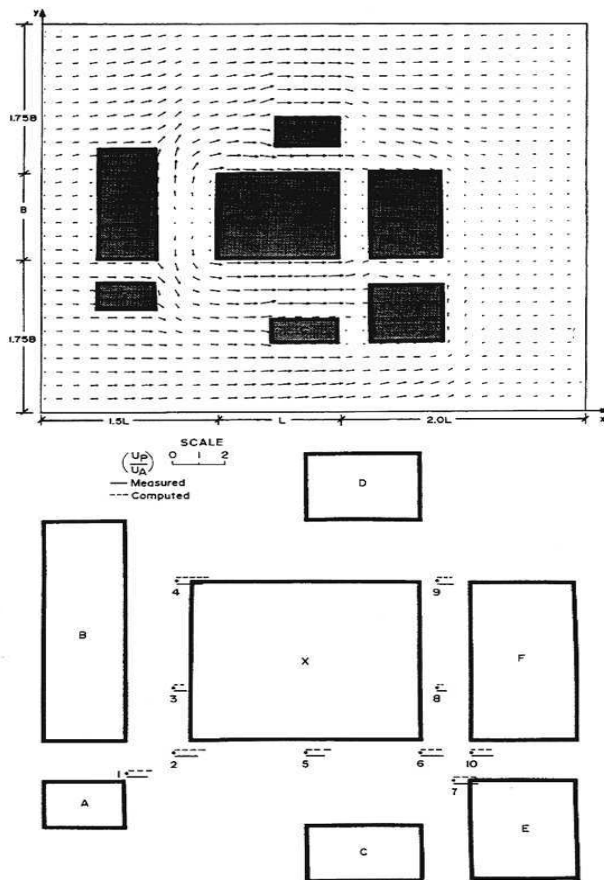 y
1.75B
B
1.75B
1.5L L 2.0L x
SCALE
(UP/UA) 0 1 2
Measured
Computed
D
4
9
B
X
F
3
8
2
5
6
10
1
7
A
C
E